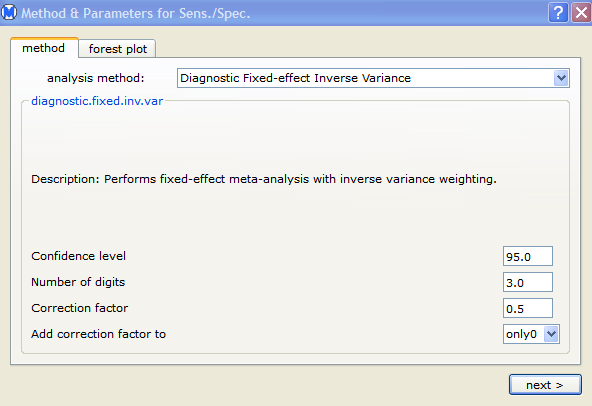 Method & Parameters for Sens./Spec.
method forest plot
analysis method: Diagnostic Fixed-effect Inverse Variance
diagnostic.fixed.inv.var
Description: Performs fixed-effect meta-analysis with inverse variance weighting.
Confidence level 95.0
Number of digits 3.0
Correction factor 0.5
Add correction factor to only0
next >